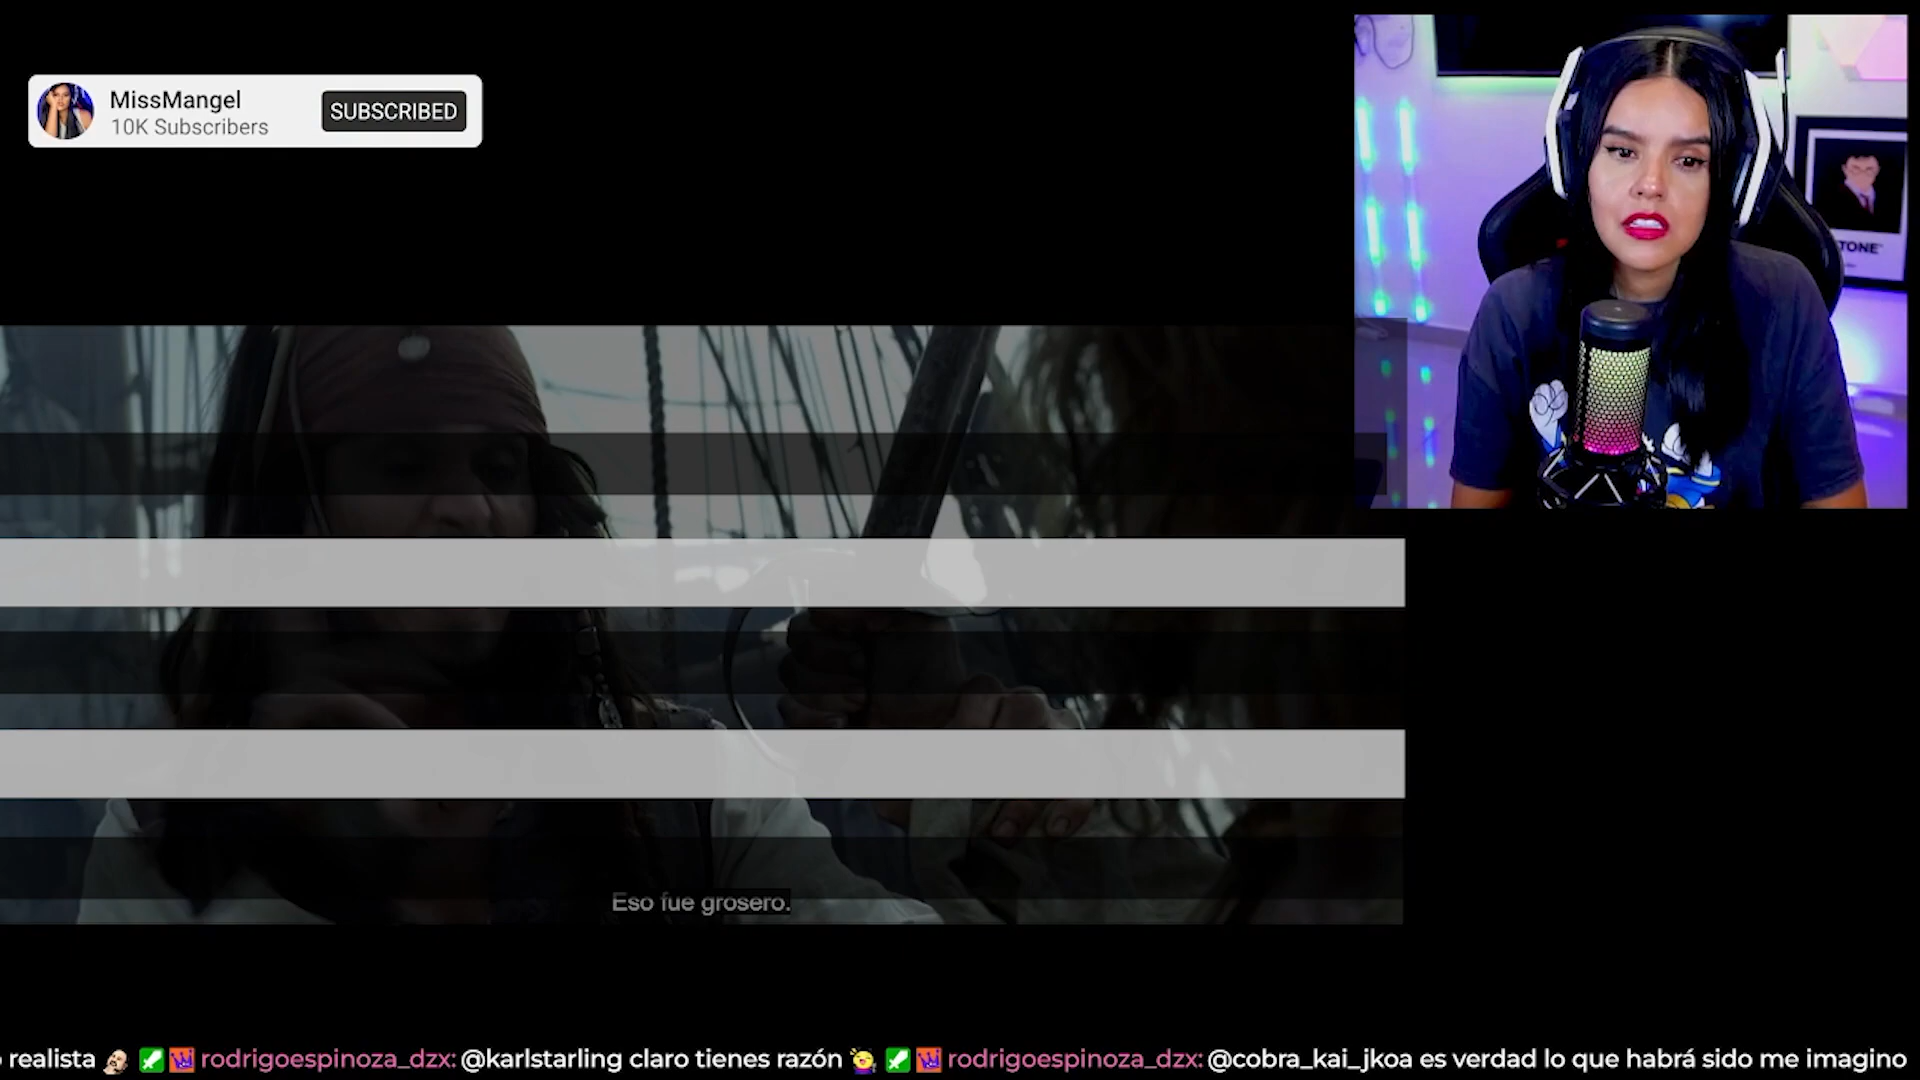 MissMangel
10K Subscribers
SUBSCRIBED
TONE
Eso fue grosero.
realista rodrigoespinoza_dzx: @karlstarling claro tienes razón rodrigoespinoza_dzx: @cobra_kai_jkoa es verdad lo que habrá sido me imagino